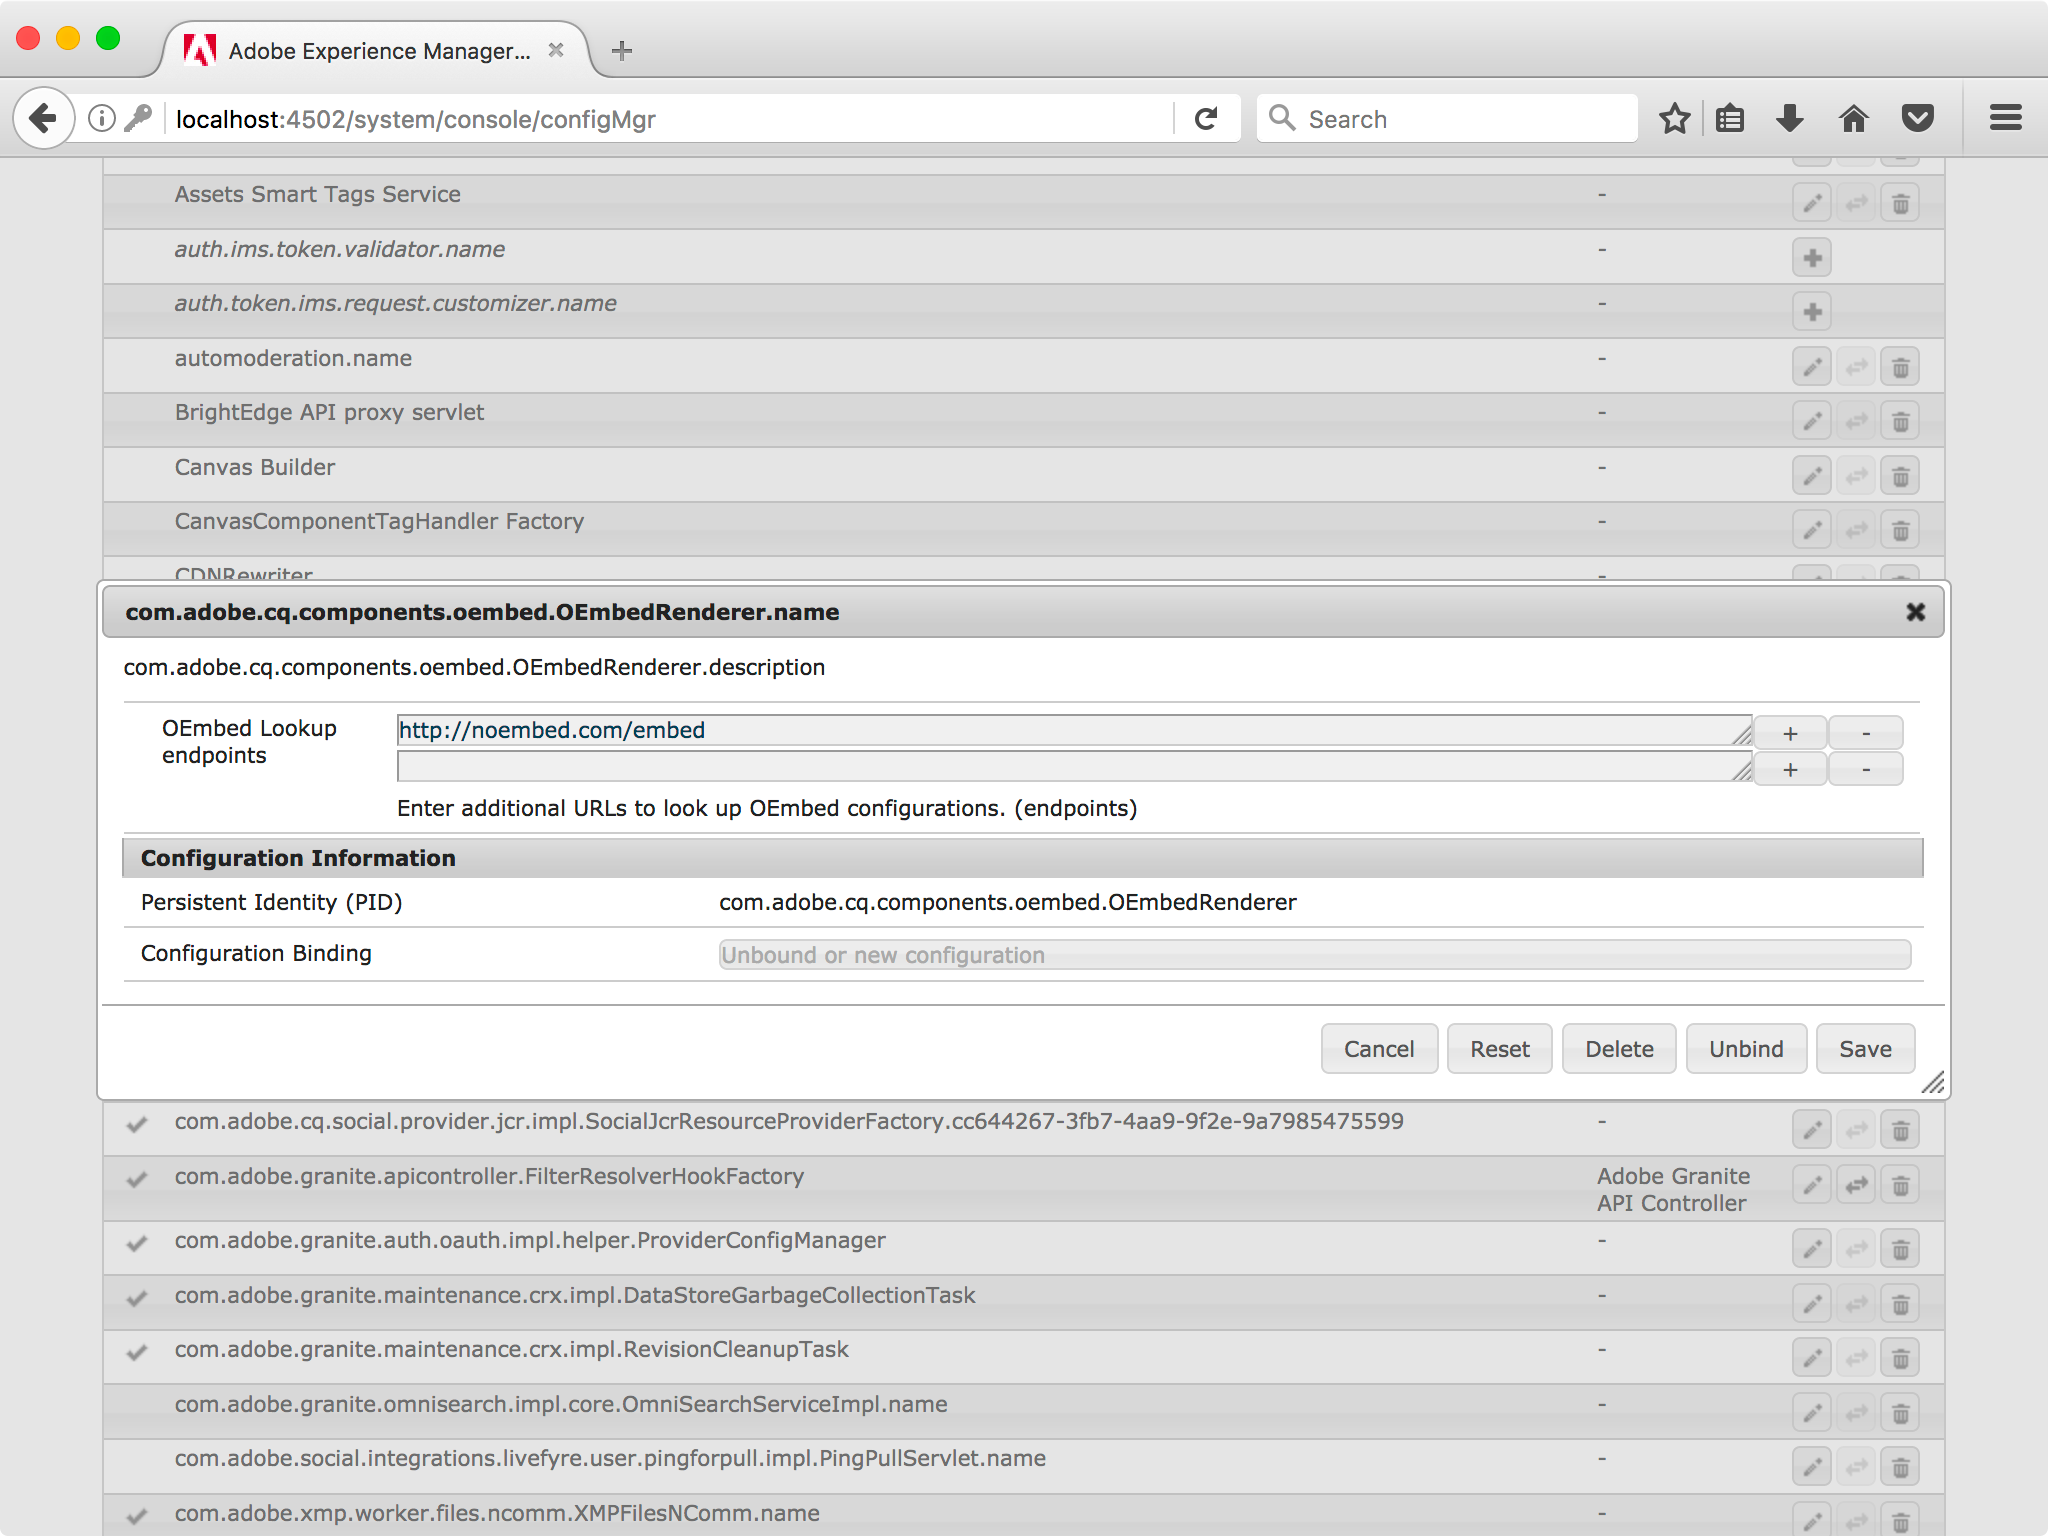 Adobe Experience Manager...
localhost:4502/system/console/configMgr
Search
Assets Smart Tags Service -
auth.ims.token.validator.name -
auth.token.ims.request.customizer.name -
automoderation.name -
BrightEdge API proxy servlet -
Canvas Builder -
CanvasComponentTagHandler Factory -
CDNRewriter -
com.adobe.cq.components.oembed.OEmbedRenderer.name
com.adobe.cq.components.oembed.OEmbedRenderer.description
OEmbed Lookup
endpoints
http://noembed.com/embed + -
+ -
Enter additional URLs to look up OEmbed configurations. (endpoints)
Configuration Information
Persistent Identity (PID) com.adobe.cq.components.oembed.OEmbedRenderer
Configuration Binding Unbound or new configuration
Cancel Reset Delete Unbind Save
com.adobe.cq.social.provider.jcr.impl.SocialJcrResourceProviderFactory.cc644267-3fb7-4aa9-9f2e-9a7985475599 -
com.adobe.granite.apicontroller.FilterResolverHookFactory Adobe Granite
API Controller
com.adobe.granite.auth.oauth.impl.helper.ProviderConfigManager -
com.adobe.granite.maintenance.crx.impl.DataStoreGarbageCollectionTask -
com.adobe.granite.maintenance.crx.impl.RevisionCleanupTask -
com.adobe.granite.omnisearch.impl.core.OmniSearchServiceImpl.name -
com.adobe.social.integrations.livefyre.user.pingforpull.impl.PingPullServlet.name -
com.adobe.xmp.worker.files.ncomm.XMPFilesNComm.name -